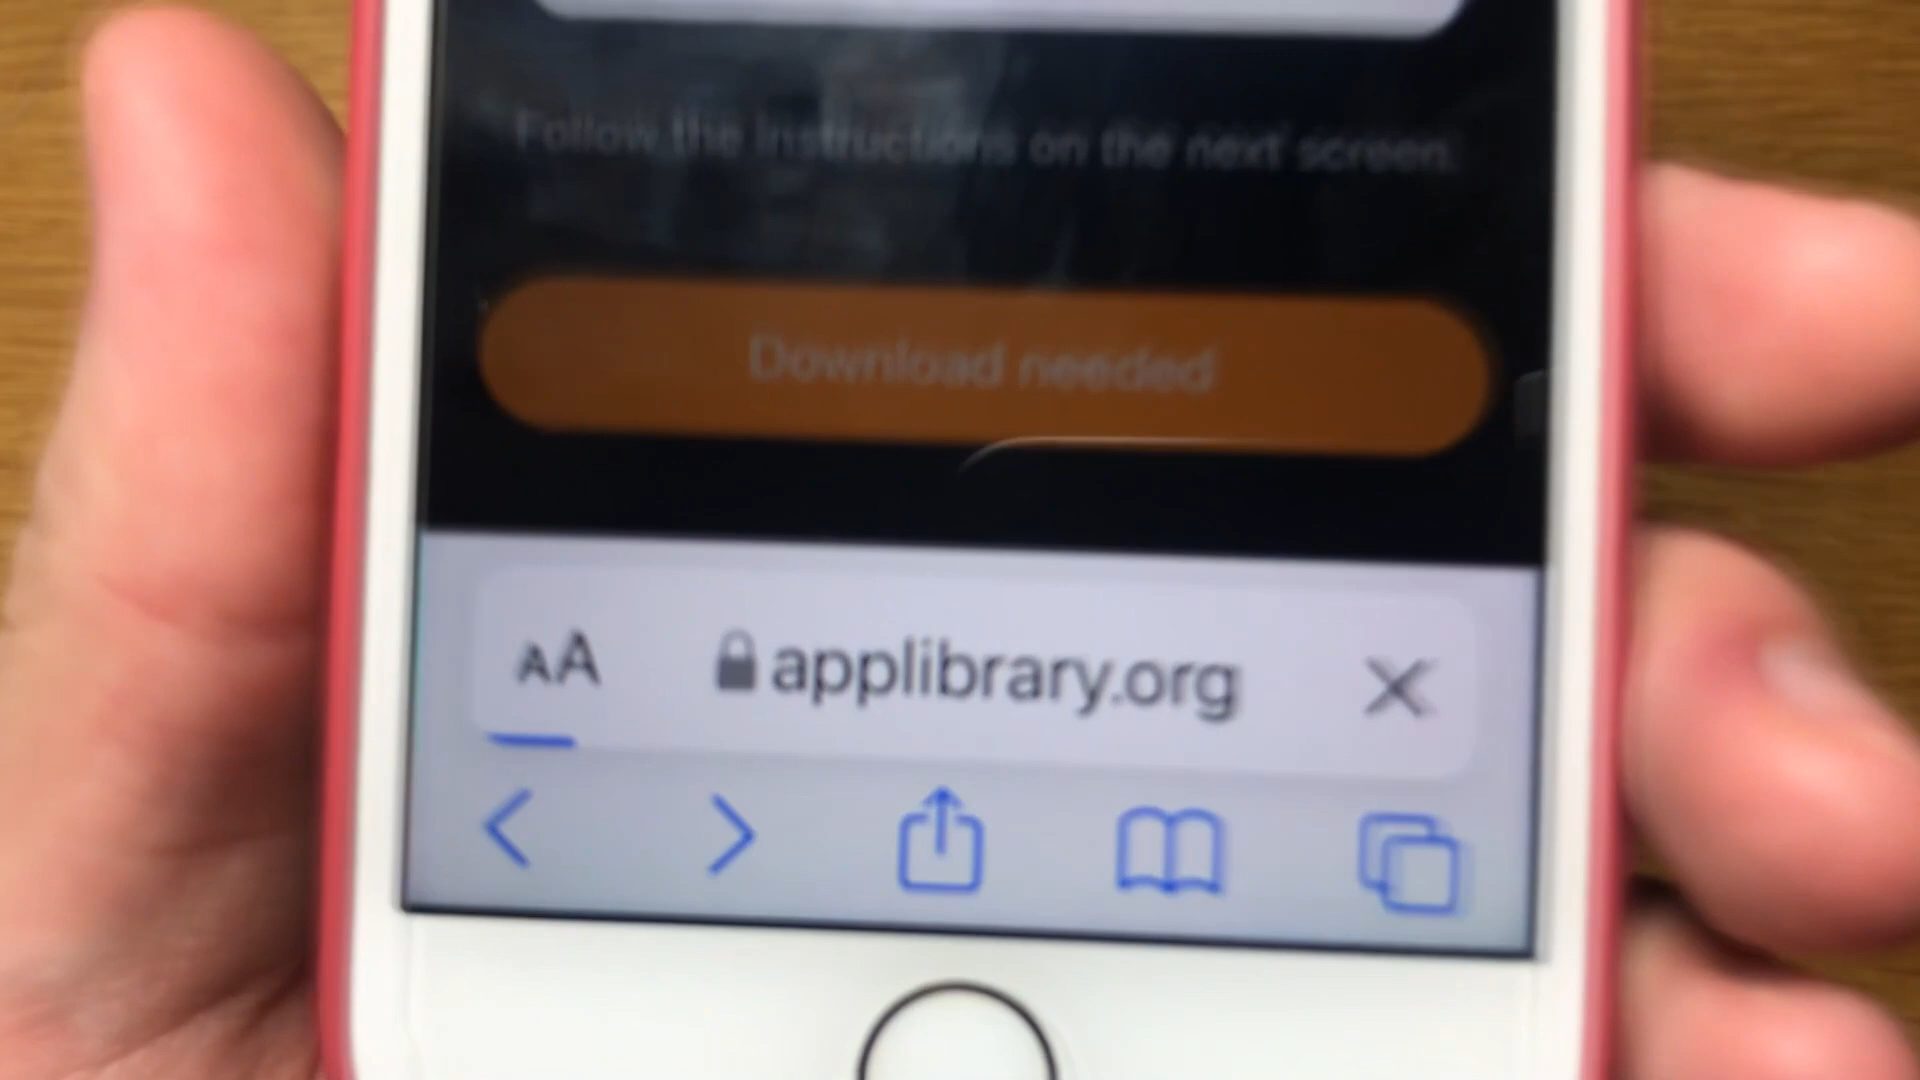 Follow the instructions on the next screen.
Download needed
AA applibrary.org